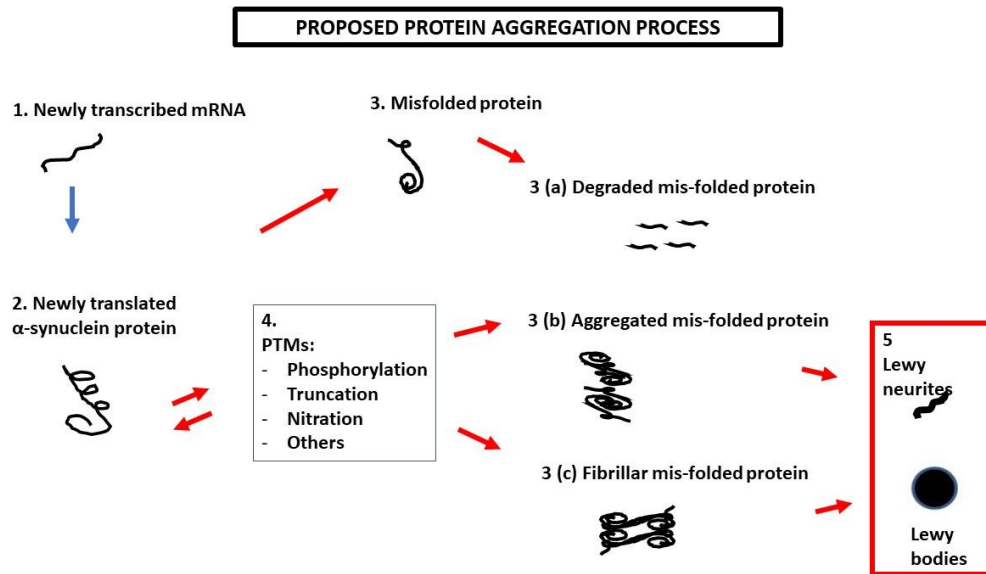 PROPOSED PROTEIN AGGREGATION PROCESS
1. Newly transcribed mRNA
3. Misfolded protein
3 (a) Degraded mis-folded protein
2. Newly translated
α-synuclein protein
4.
PTMs:
- Phosphorylation
- Truncation
- Nitration
- Others
3 (b) Aggregated mis-folded protein
3 (c) Fibrillar mis-folded protein
5
Lewy
neurites
Lewy
bodies